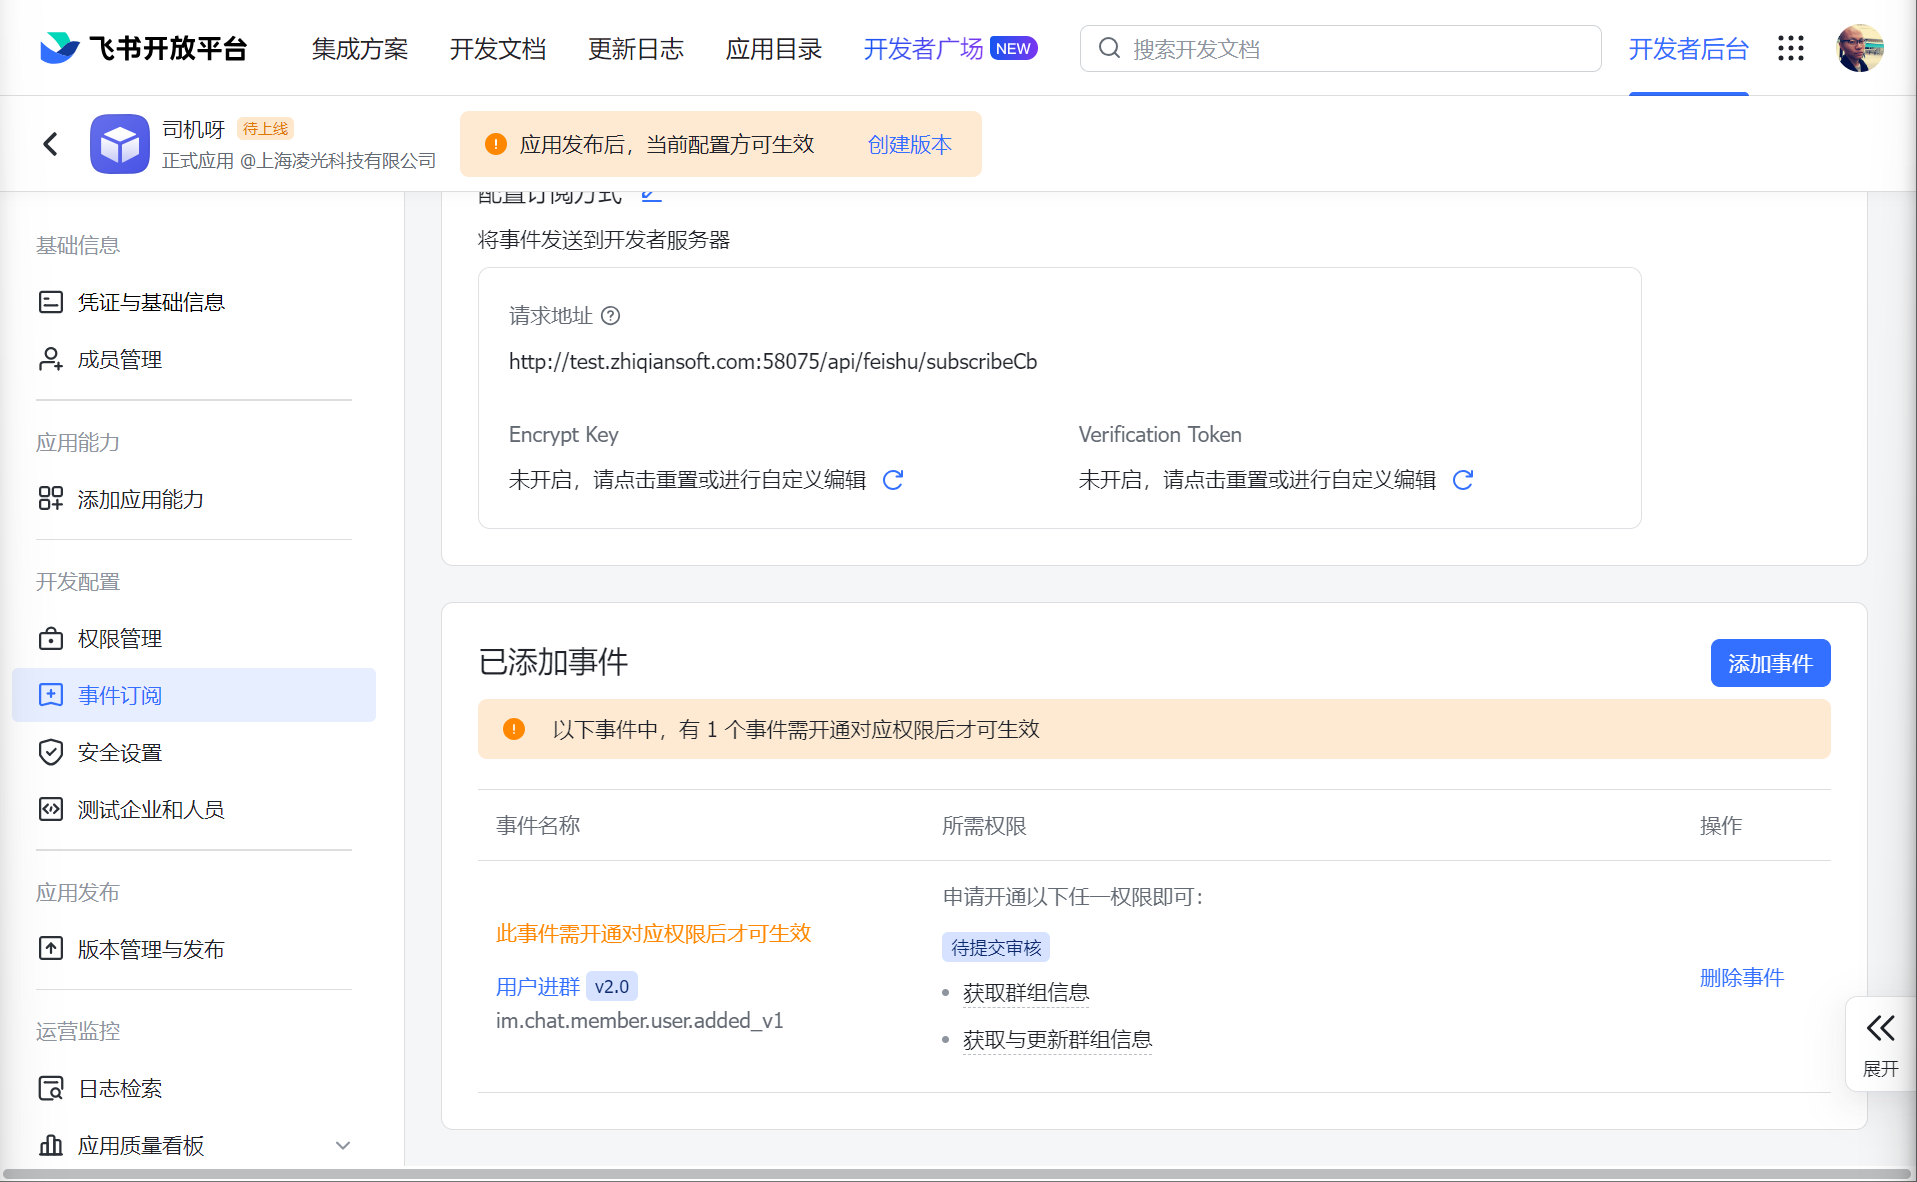 飞书开放平台
集成方案
开发文档
更新日志
应用目录
开发者广场 NEW
搜索开发文档
开发者后台
司机呀 待上线
正式应用 @上海凌光科技有限公司
应用发布后，当前配置方可生效 创建版本
基础信息
凭证与基础信息
成员管理
应用能力
添加应用能力
开发配置
权限管理
事件订阅
安全设置
测试企业和人员
应用发布
版本管理与发布
运营监控
日志检索
应用质量看板
配置订阅方式
将事件发送到开发者服务器
请求地址
http://test.zhiqiansoft.com:58075/api/feishu/subscribeCb
Encrypt Key
未开启，请点击重置或进行自定义编辑
Verification Token
未开启，请点击重置或进行自定义编辑
已添加事件
添加事件
以下事件中，有 1 个事件需开通对应权限后才可生效
事件名称 所需权限 操作
此事件需开通对应权限后才可生效
用户进群 v2.0
im.chat.member.user.added_v1
申请开通以下任一权限即可：
待提交审核
• 获取群组信息
• 获取与更新群组信息
删除事件
展开